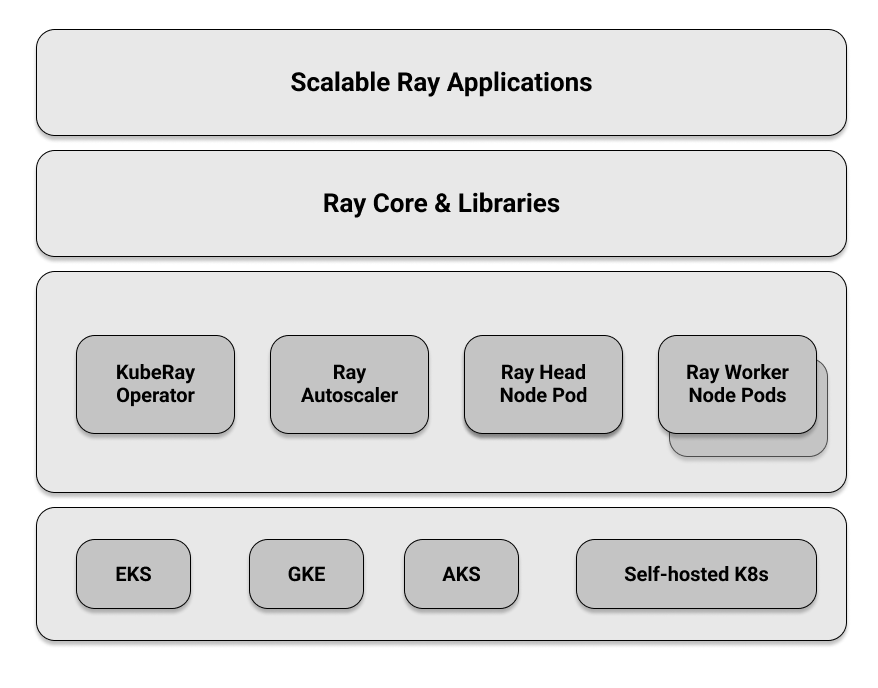 Scalable Ray Applications
Ray Core & Libraries
KubeRay
Operator
Ray
Autoscaler
Ray Head
Node Pod
Ray Worker
Node Pods
EKS
GKE
AKS
Self-hosted K8s